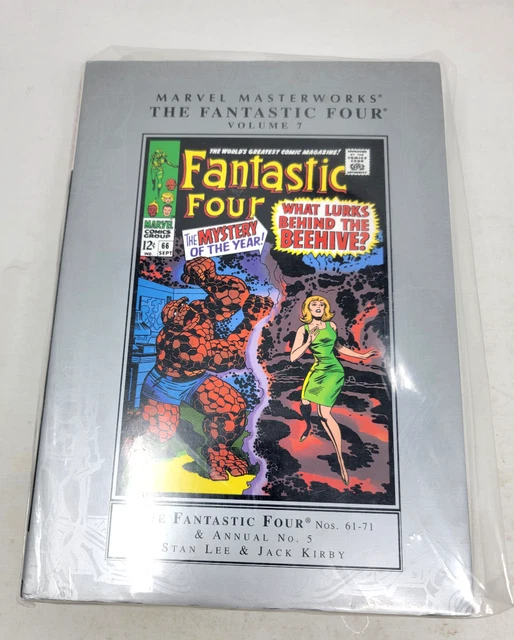 MARVEL MASTERWORKS®
THE FANTASTIC FOUR®
VOLUME 7
THE WORLD'S GREATEST COMIC MAGAZINE!
Fantastic
Four
MARVEL
COMICS
GROUP
12¢
NO.
66
SEPT
THE MYSTERY
OF THE YEAR!
WHAT LURKS
BEHIND THE
BEEHIVE?
FANTASTIC FOUR® NOS. 61-71
& ANNUAL NO. 5
STAN LEE & JACK KIRBY